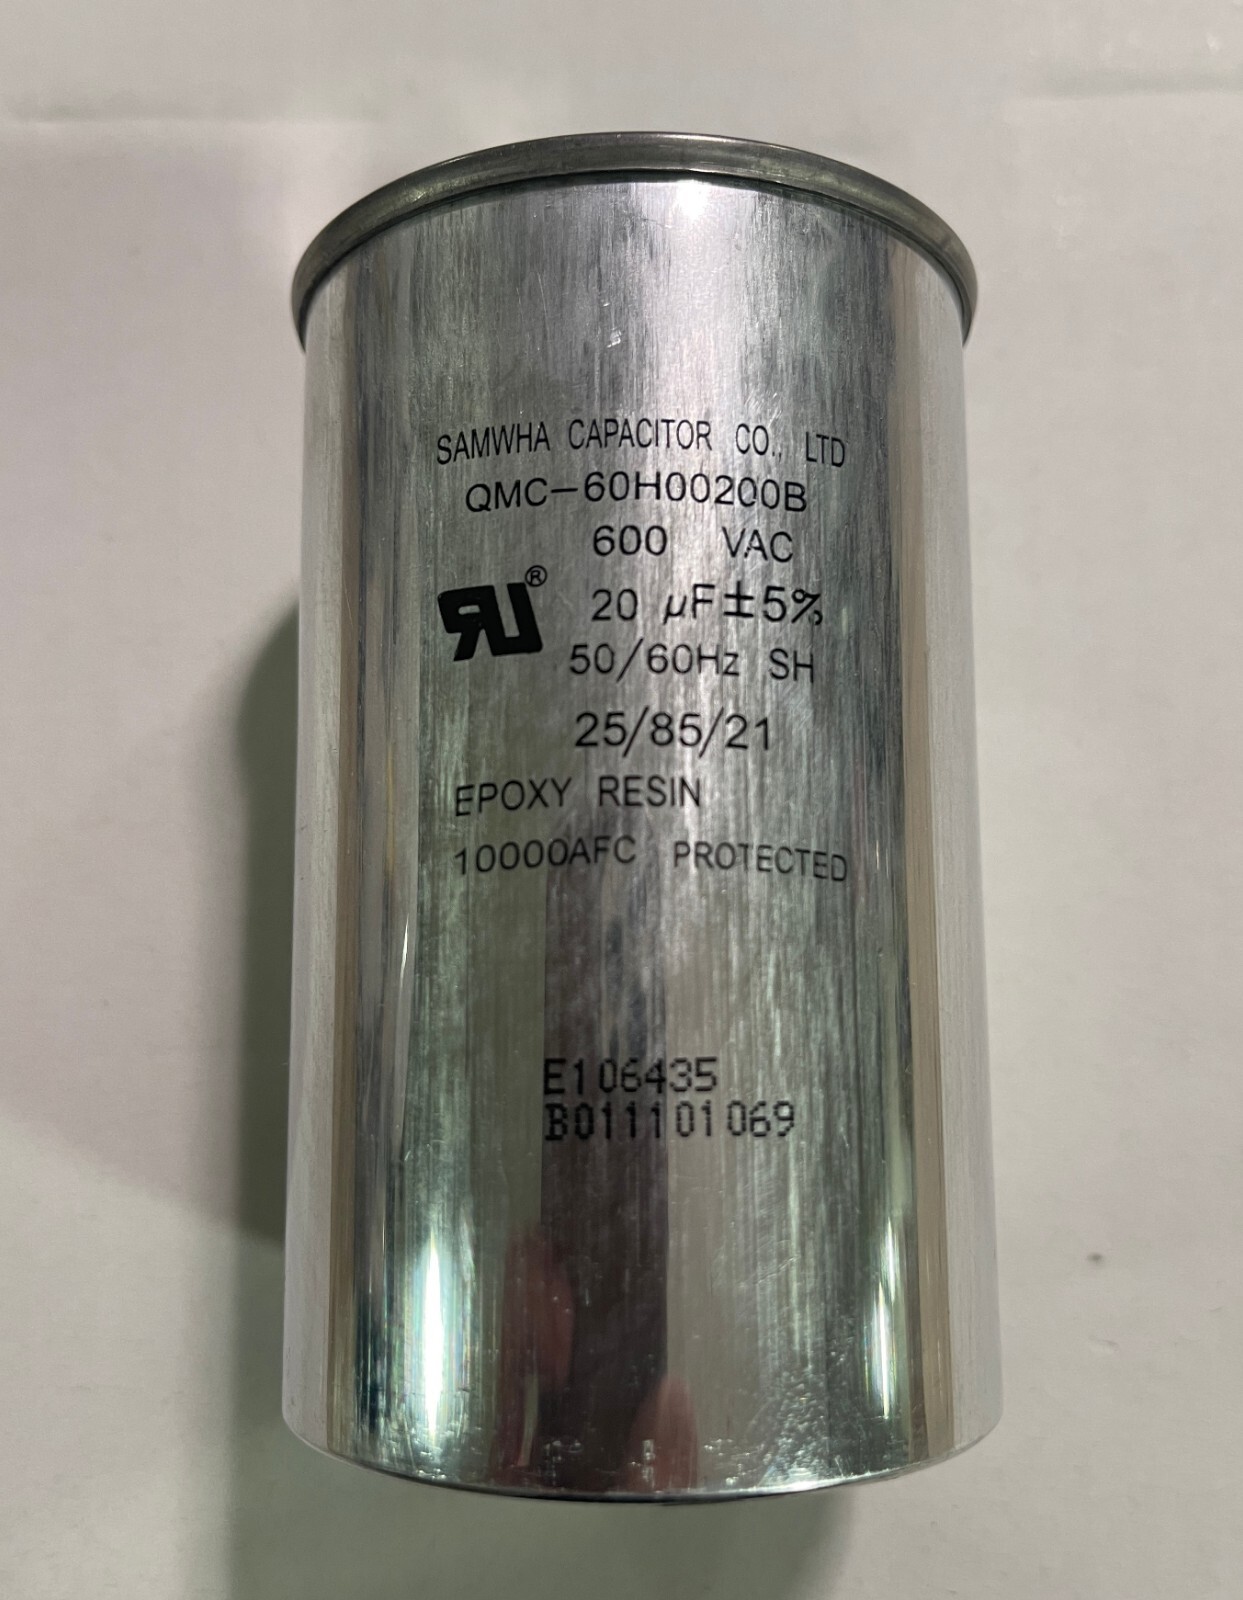 SAMWHA CAPACITOR CO., LTD
QMC-60H00200B
600 VAC
RU® 20 µF±5%
50/60Hz SH
25/85/21
EPOXY RESIN
10000AFC PROTECTED
E106435
B011101069